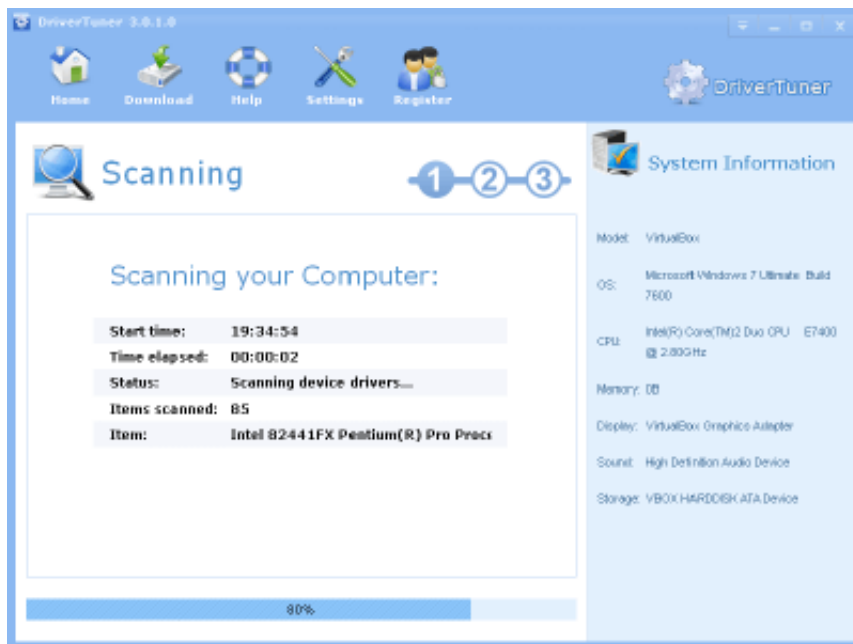 DriverTuner 3.0.1.0
Home Download Help Settings Register
DriverTuner
Scanning
1 2 3
System Information
Scanning your Computer:
Start time: 19:34:54
Time elapsed: 00:00:02
Status: Scanning device drivers...
Items scanned: 85
Item: Intel 82441FX Pentium(R) Pro Proce
80%
Model: VirtualBox
OS: Microsoft Windows 7 Ultimate Build
7600
CPU: Intel(R) Core(TM)2 Duo CPU E7400
@ 2.80GHz
Memory: 0B
Display: VirtualBox Graphics Adapter
Sound: High Definition Audio Device
Storage: VBOX HARDDISK ATA Device